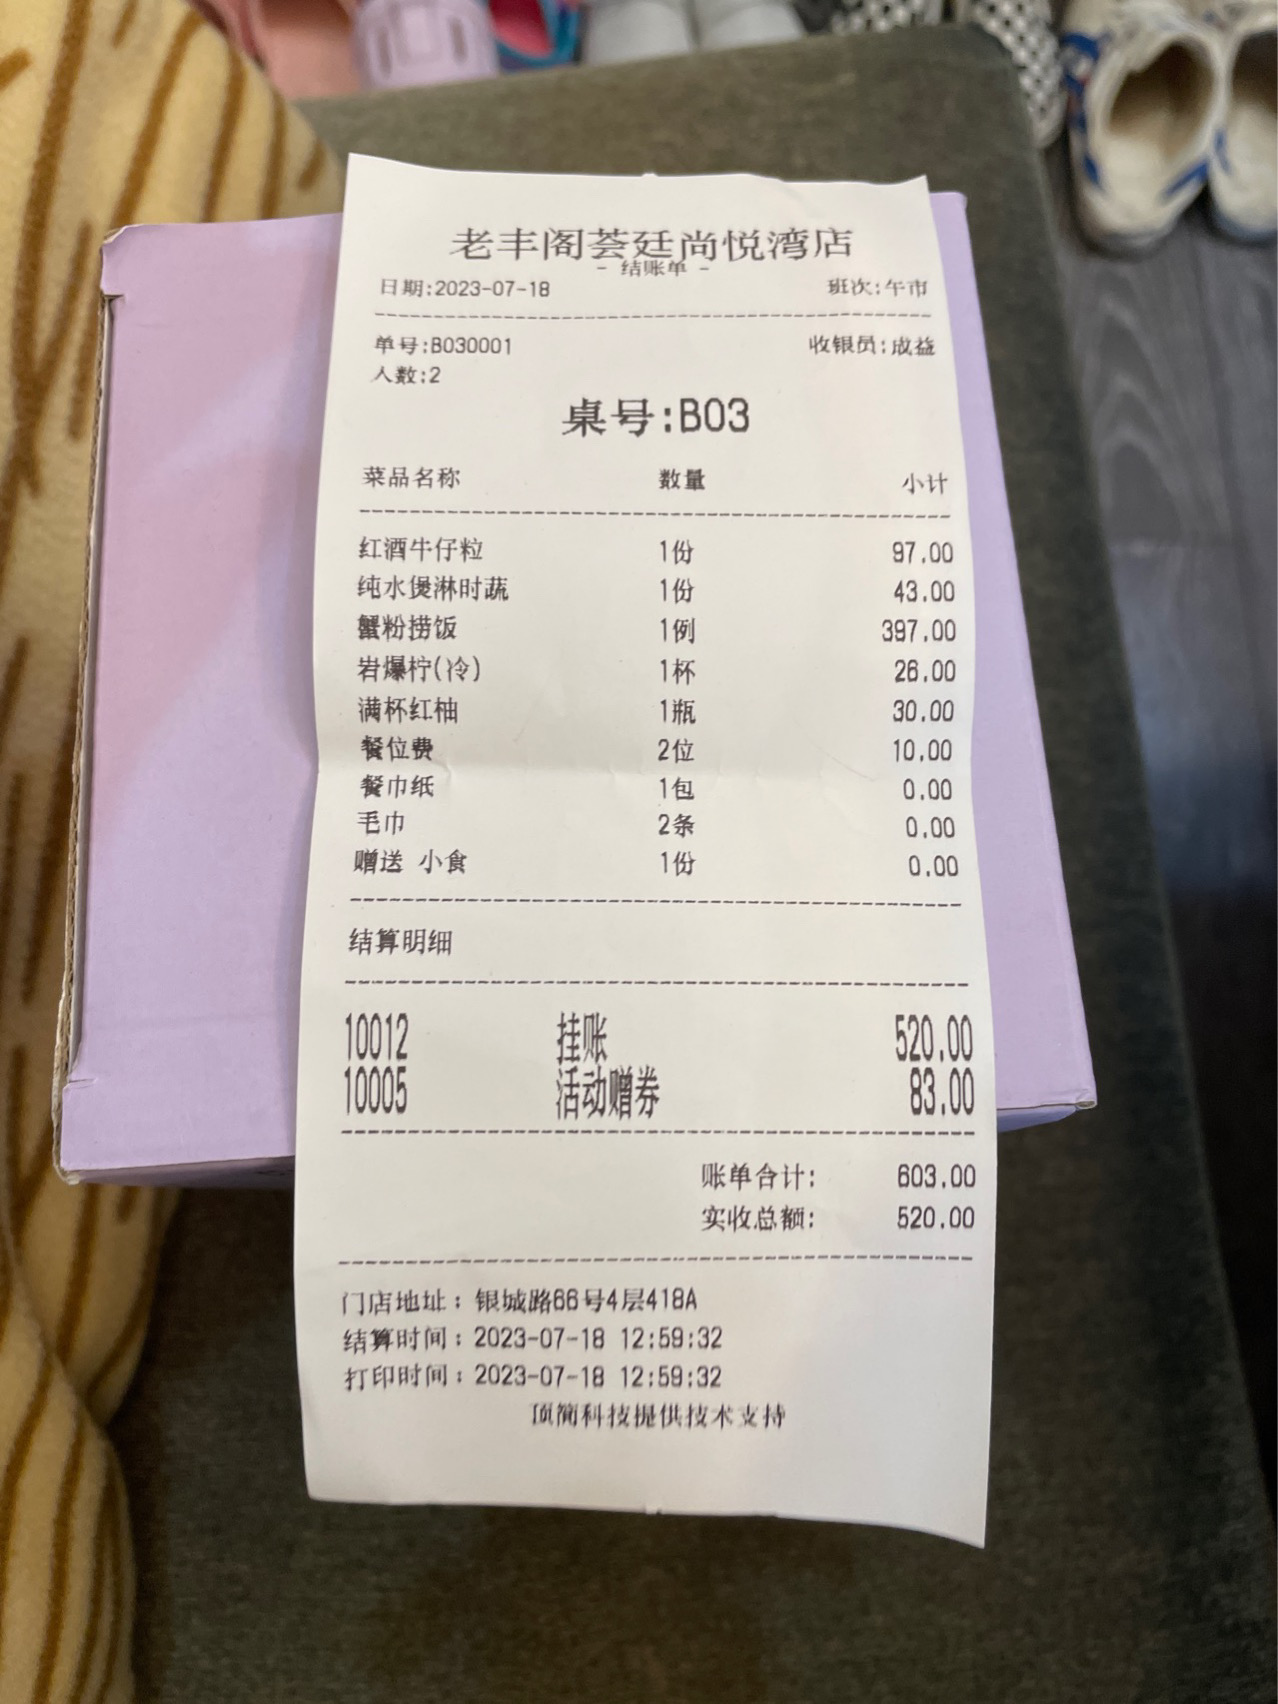 老丰阁荟廷尚悦湾店
- 结账单 -
日期:2023-07-18 班次:午市
单号:B030001 收银员:成益
人数:2
桌号:B03
菜品名称 数量 小计
红酒牛仔粒 1份 97.00
纯水煲淋时蔬 1份 43.00
蟹粉捞饭 1例 397.00
岩爆柠(冷) 1杯 26.00
满杯红柚 1瓶 30.00
餐位费 2位 10.00
餐巾纸 1包 0.00
毛巾 2条 0.00
赠送 小食 1份 0.00
结算明细
10012 挂账 520.00
10005 活动赠券 83.00
账单合计: 603.00
实收总额: 520.00
门店地址：银城路66号4层418A
结算时间：2023-07-18 12:59:32
打印时间：2023-07-18 12:59:32
顶简科技提供技术支持